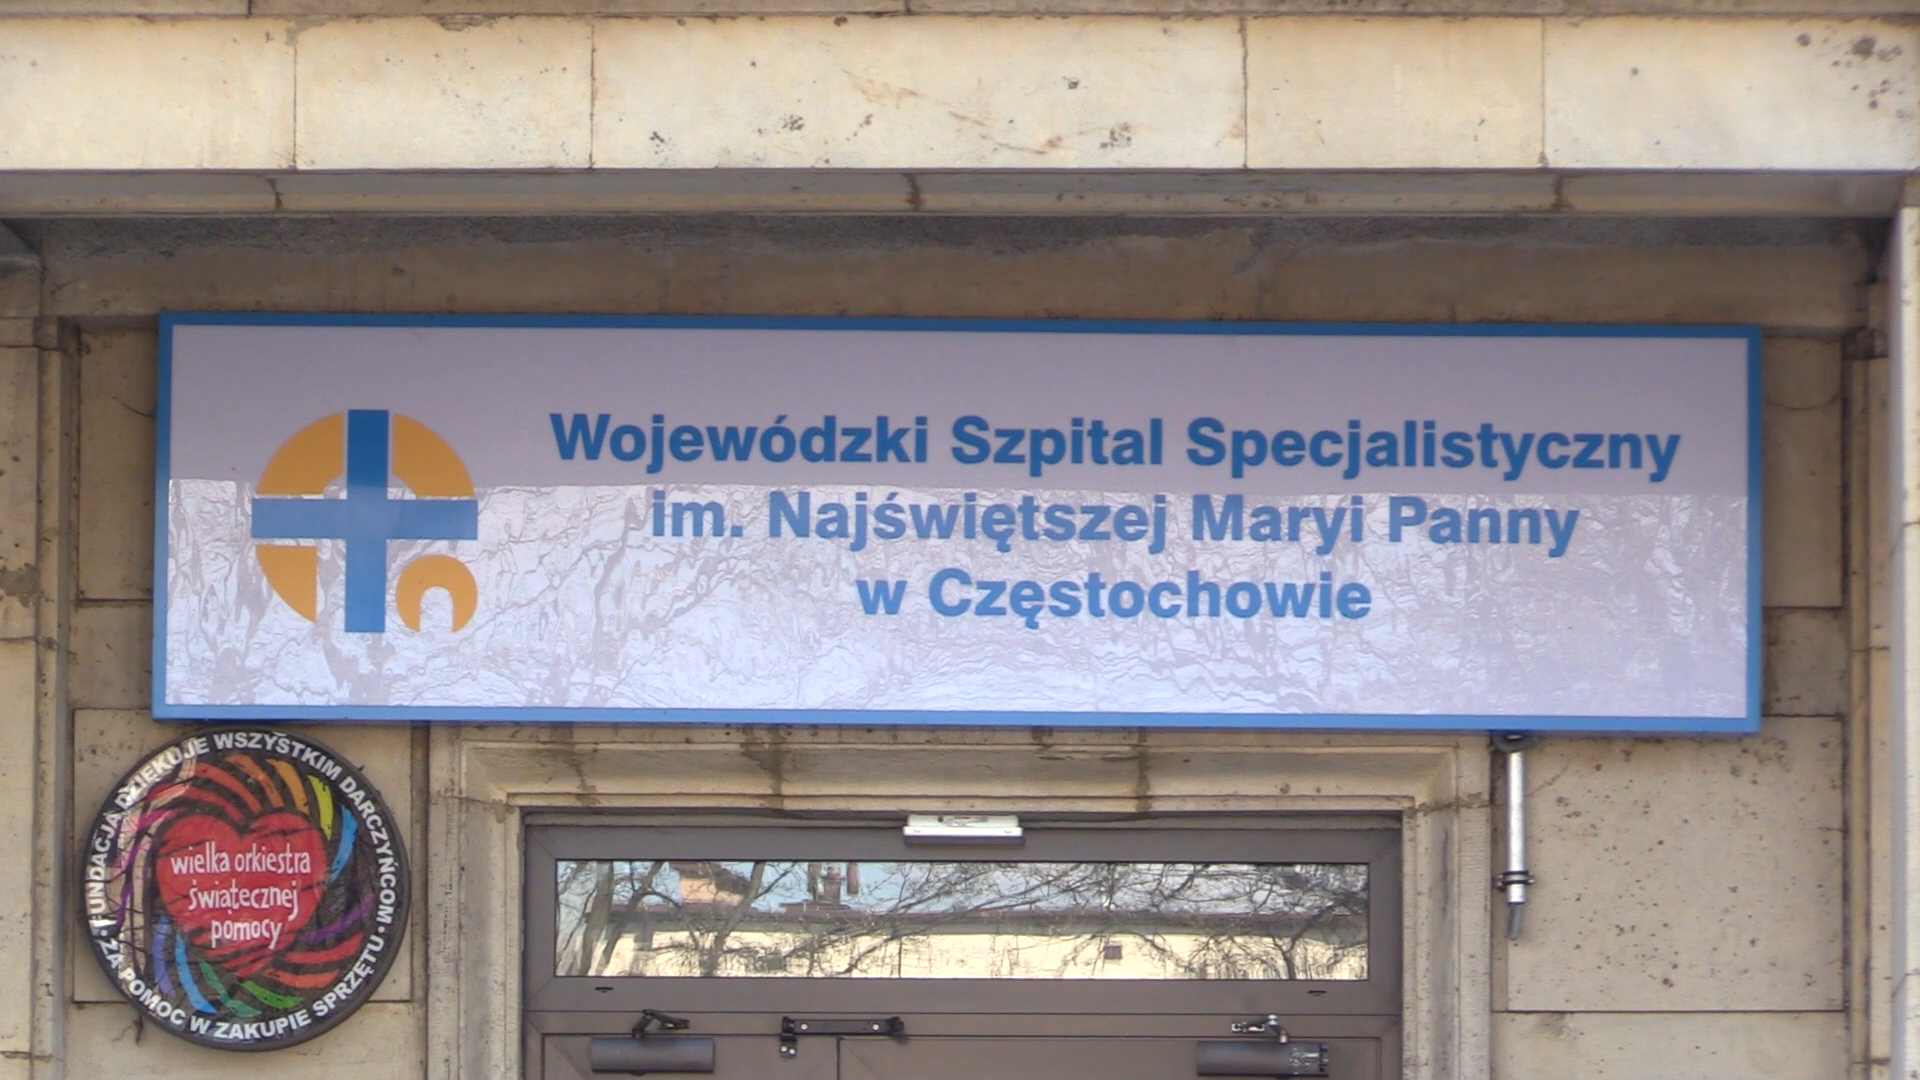 Wojewódzki Szpital Specjalistyczny
im. Najświętszej Maryi Panny
w Częstochowie
FUNDACJA DZIĘKUJE WSZYSTKIM DARCZYŃCOM • ZA POMOC W ZAKUPIE SPRZĘTU •
wielka orkiestra
świątecznej
pomocy